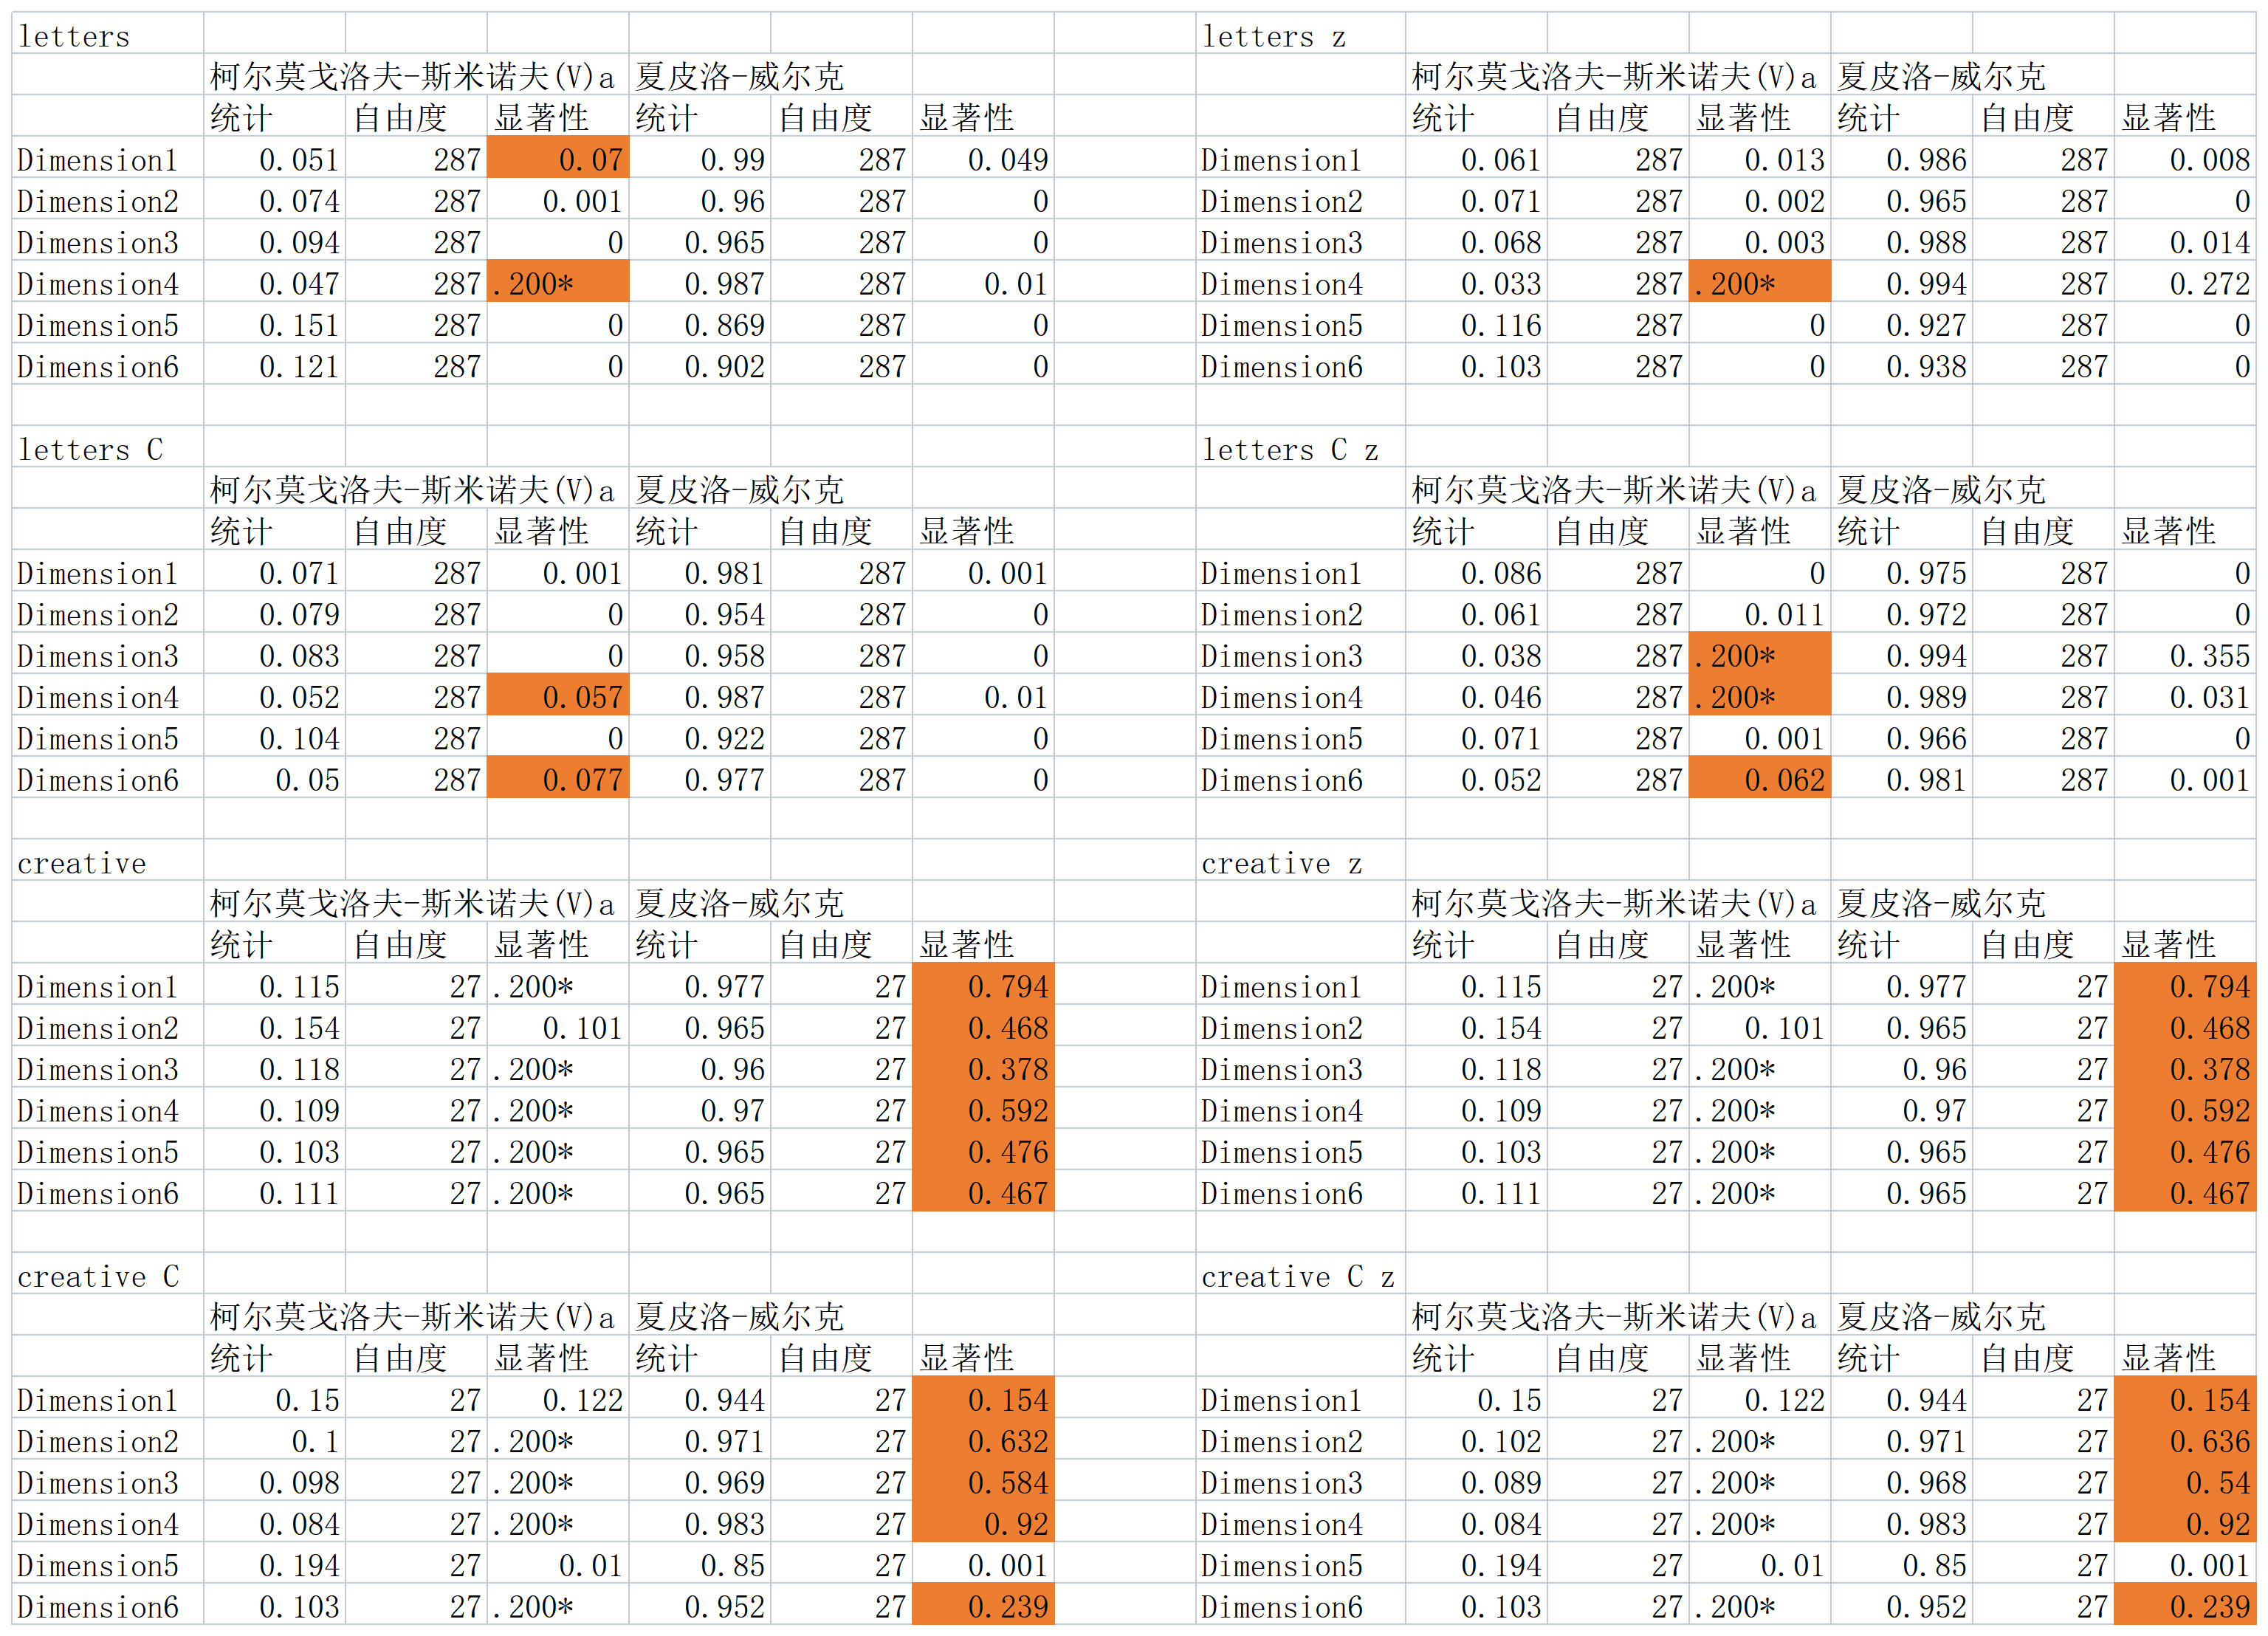 letters letters z
柯尔莫戈洛夫-斯米诺夫(V)a 夏皮洛-威尔克 柯尔莫戈洛夫-斯米诺夫(V)a 夏皮洛-威尔克
统计 自由度 显著性 统计 自由度 显著性 统计 自由度 显著性 统计 自由度 显著性
Dimension1 0.051 287 0.07 0.99 287 0.049 Dimension1 0.061 287 0.013 0.986 287 0.008
Dimension2 0.074 287 0.001 0.96 287 0 Dimension2 0.071 287 0.002 0.965 287 0
Dimension3 0.094 287 0 0.965 287 0 Dimension3 0.068 287 0.003 0.988 287 0.014
Dimension4 0.047 287 .200* 0.987 287 0.01 Dimension4 0.033 287 .200* 0.994 287 0.272
Dimension5 0.151 287 0 0.869 287 0 Dimension5 0.116 287 0 0.927 287 0
Dimension6 0.121 287 0 0.902 287 0 Dimension6 0.103 287 0 0.938 287 0
letters C letters C z
柯尔莫戈洛夫-斯米诺夫(V)a 夏皮洛-威尔克 柯尔莫戈洛夫-斯米诺夫(V)a 夏皮洛-威尔克
统计 自由度 显著性 统计 自由度 显著性 统计 自由度 显著性 统计 自由度 显著性
Dimension1 0.071 287 0.001 0.981 287 0.001 Dimension1 0.086 287 0 0.975 287 0
Dimension2 0.079 287 0 0.954 287 0 Dimension2 0.061 287 0.011 0.972 287 0
Dimension3 0.083 287 0 0.958 287 0 Dimension3 0.038 287 .200* 0.994 287 0.355
Dimension4 0.052 287 0.057 0.987 287 0.01 Dimension4 0.046 287 .200* 0.989 287 0.031
Dimension5 0.104 287 0 0.922 287 0 Dimension5 0.071 287 0.001 0.966 287 0
Dimension6 0.05 287 0.077 0.977 287 0 Dimension6 0.052 287 0.062 0.981 287 0.001
creative creative z
柯尔莫戈洛夫-斯米诺夫(V)a 夏皮洛-威尔克 柯尔莫戈洛夫-斯米诺夫(V)a 夏皮洛-威尔克
统计 自由度 显著性 统计 自由度 显著性 统计 自由度 显著性 统计 自由度 显著性
Dimension1 0.115 27 .200* 0.977 27 0.794 Dimension1 0.115 27 .200* 0.977 27 0.794
Dimension2 0.154 27 0.101 0.965 27 0.468 Dimension2 0.154 27 0.101 0.965 27 0.468
Dimension3 0.118 27 .200* 0.96 27 0.378 Dimension3 0.118 27 .200* 0.96 27 0.378
Dimension4 0.109 27 .200* 0.97 27 0.592 Dimension4 0.109 27 .200* 0.97 27 0.592
Dimension5 0.103 27 .200* 0.965 27 0.476 Dimension5 0.103 27 .200* 0.965 27 0.476
Dimension6 0.111 27 .200* 0.965 27 0.467 Dimension6 0.111 27 .200* 0.965 27 0.467
creative C creative C z
柯尔莫戈洛夫-斯米诺夫(V)a 夏皮洛-威尔克 柯尔莫戈洛夫-斯米诺夫(V)a 夏皮洛-威尔克
统计 自由度 显著性 统计 自由度 显著性 统计 自由度 显著性 统计 自由度 显著性
Dimension1 0.15 27 0.122 0.944 27 0.154 Dimension1 0.15 27 0.122 0.944 27 0.154
Dimension2 0.1 27 .200* 0.971 27 0.632 Dimension2 0.102 27 .200* 0.971 27 0.636
Dimension3 0.098 27 .200* 0.969 27 0.584 Dimension3 0.089 27 .200* 0.968 27 0.54
Dimension4 0.084 27 .200* 0.983 27 0.92 Dimension4 0.084 27 .200* 0.983 27 0.92
Dimension5 0.194 27 0.01 0.85 27 0.001 Dimension5 0.194 27 0.01 0.85 27 0.001
Dimension6 0.103 27 .200* 0.952 27 0.239 Dimension6 0.103 27 .200* 0.952 27 0.239